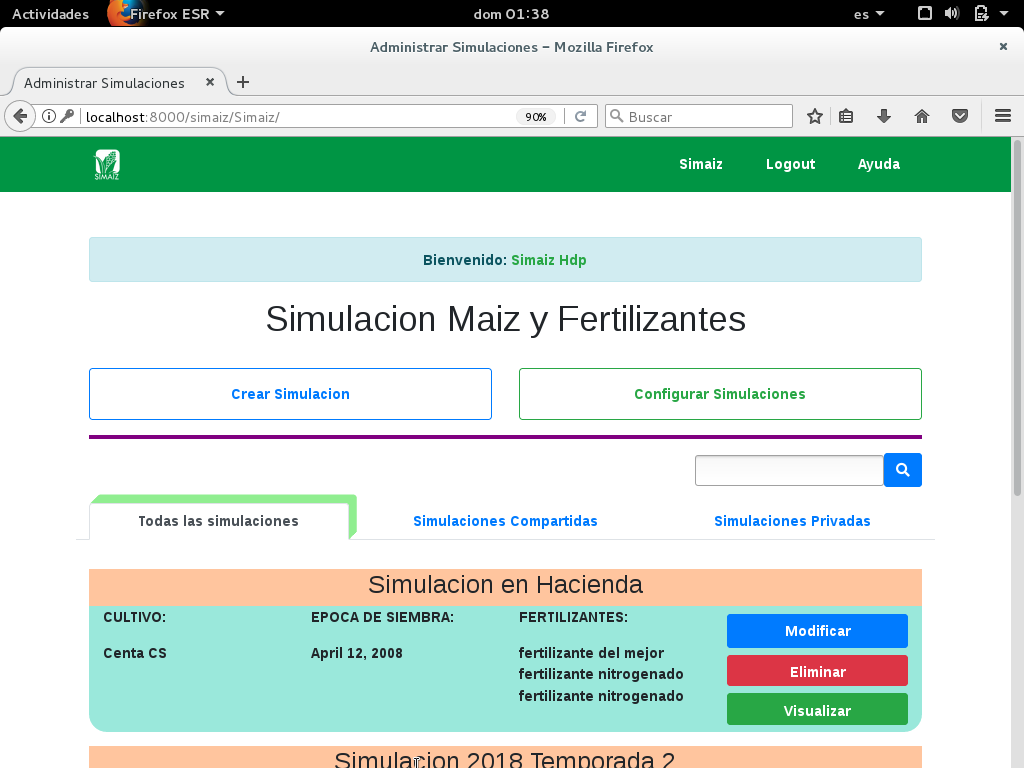 Actividades Firefox ESR dom 01:38 es
Administrar Simulaciones – Mozilla Firefox
Administrar Simulaciones
localhost:8000/simaiz/Simaiz/ 90% Buscar
SIMAIZ Simaiz Logout Ayuda
Bienvenido: Simaiz Hdp
Simulacion Maiz y Fertilizantes
Crear Simulacion Configurar Simulaciones
Todas las simulaciones Simulaciones Compartidas Simulaciones Privadas
Simulacion en Hacienda
CULTIVO: EPOCA DE SIEMBRA: FERTILIZANTES:
Modificar
Centa CS April 12, 2008 fertilizante del mejor
fertilizante nitrogenado Eliminar
fertilizante nitrogenado
Visualizar
Simulacion 2018 Temporada 2